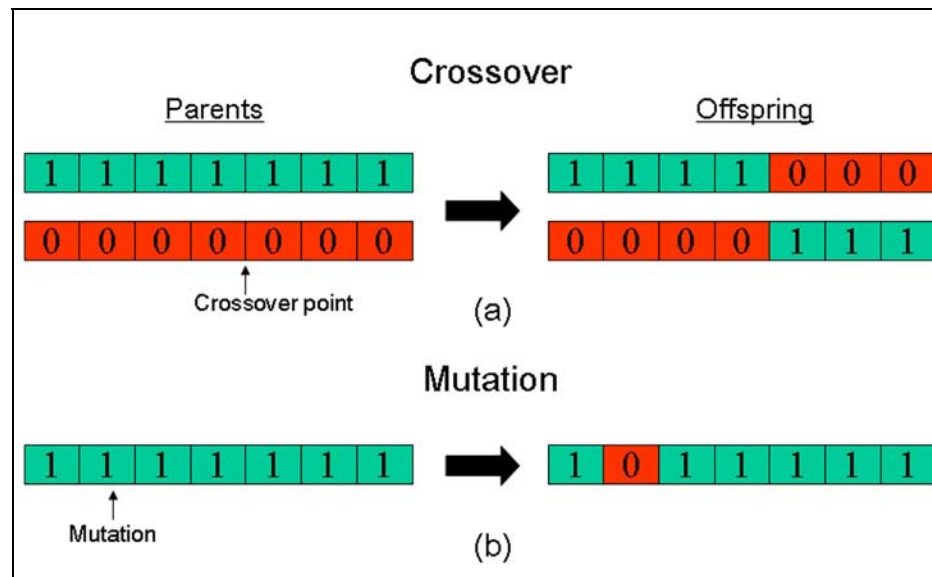 Crossover
Parents
Offspring
1 1 1 1 1 1 1
1 1 1 1 0 0 0
0 0 0 0 0 0 0
0 0 0 0 1 1 1
Crossover point
(a)
Mutation
1 1 1 1 1 1 1
1 0 1 1 1 1 1
Mutation
(b)